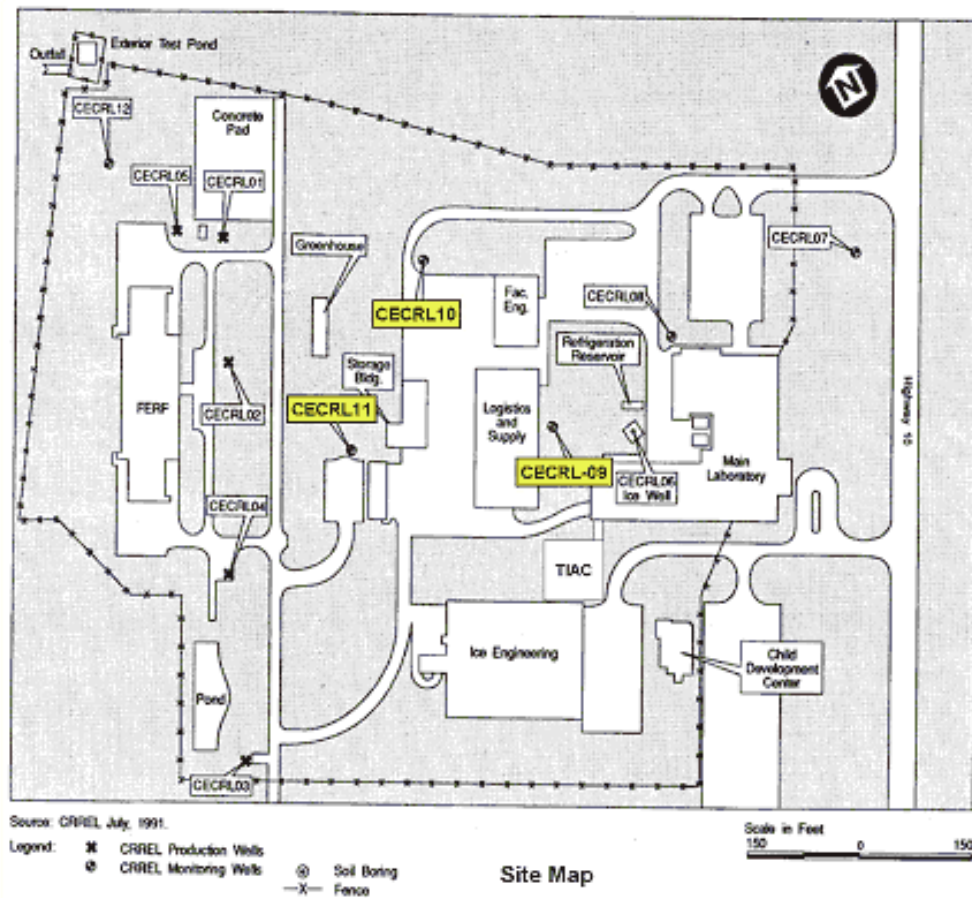 Exterior Test Pond
Outfall
CECRL12
Concrete
Pad
CECRL05
CECRL01
N
Greenhouse
CECRL07
CECRL10
Fac.
Eng.
CECRL08
Refrigeration
Reservoir
Storage
Bldg.
FERF
CECRL02
CECRL11
Logistics
and
Supply
Highway 10
CECRL-09
CECRL06
Ice Well
Main
Laboratory
CECRL04
TIAC
Ice Engineering
Child
Development
Center
Pond
CECRL03
Source: CRREL July, 1991.
Legend:
CRREL Production Wells
CRREL Monitoring Wells
Soil Boring
—X— Fence
Site Map
Scale in Feet
150 0 150